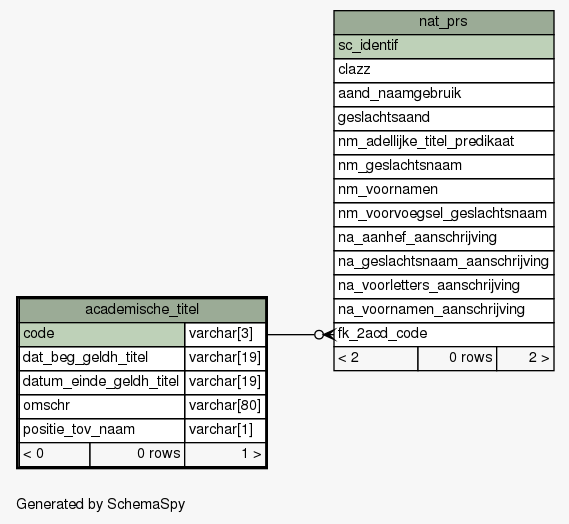 nat_prs
sc_identif
clazz
aand_naamgebruik
geslachtsaand
nm_adellijke_titel_predikaat
nm_geslachtsnaam
nm_voornamen
nm_voorvoegsel_geslachtsnaam
na_aanhef_aanschrijving
na_geslachtsnaam_aanschrijving
na_voorletters_aanschrijving
na_voornamen_aanschrijving
fk_2acd_code
< 2 0 rows 2 >
academische_titel
code varchar[3]
dat_beg_geldh_titel varchar[19]
datum_einde_geldh_titel varchar[19]
omschr varchar[80]
positie_tov_naam varchar[1]
< 0 0 rows 1 >
Generated by SchemaSpy